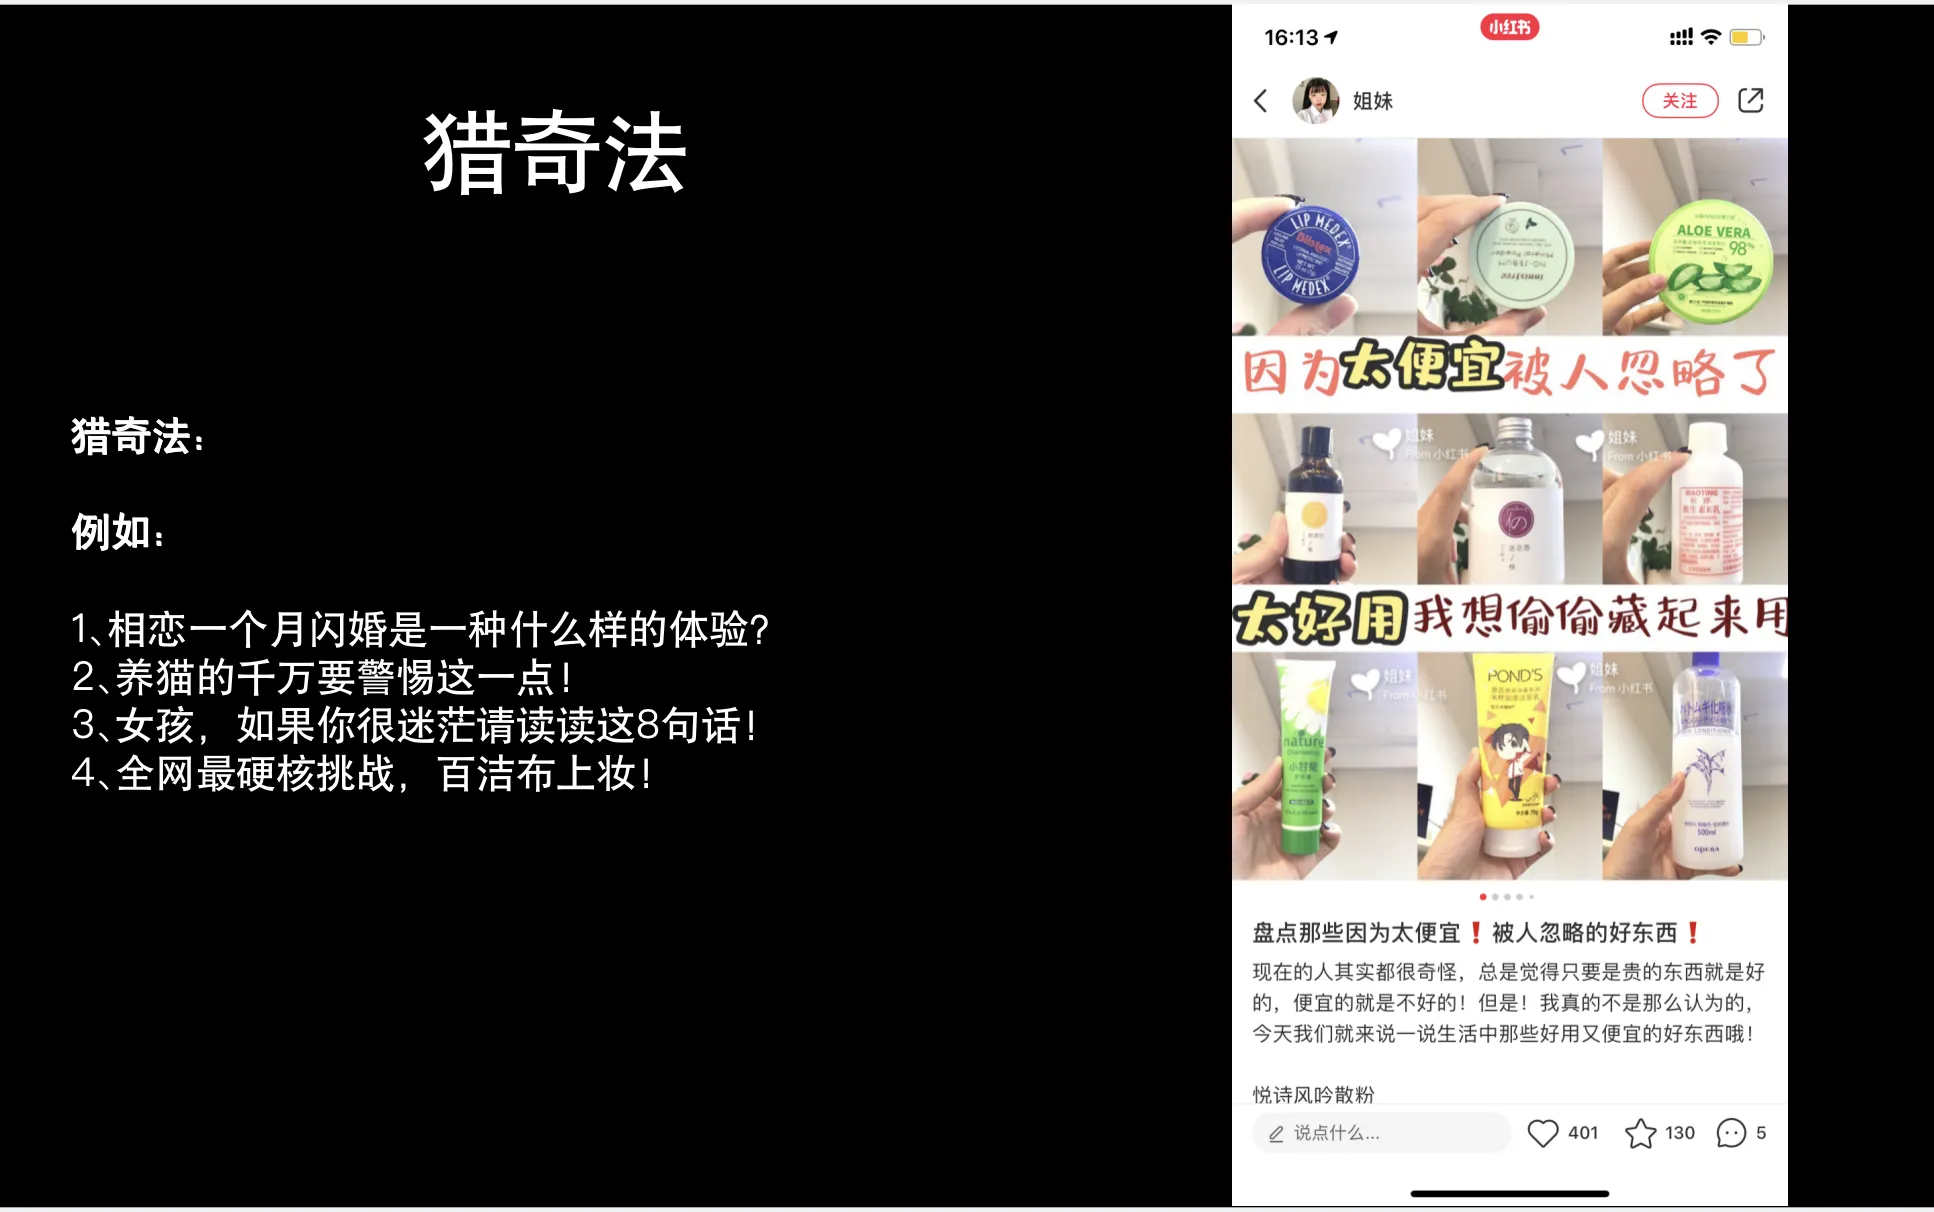 猎奇法
猎奇法：
例如：
1、相恋一个月闪婚是一种什么样的体验？
2、养猫的千万要警惕这一点！
3、女孩，如果你很迷茫请读读这8句话！
4、全网最硬核挑战，百洁布上妆！
16:13
小红书
姐妹
关注
LIP MEDEX
Blistex
LIP MEDEX
NO-SEBUM
Mineral Powder
innisfree
ALOE VERA
98%
因为太便宜被人忽略了
姐妹
From 小红书
姐妹
From 小红书
太好用我想偷偷藏起来用
姐妹
From 小红书
姐妹
From 小红书
nature
小甘菊
POND'S
500ml
OPERA
盘点那些因为太便宜❗被人忽略的好东西❗
现在的人其实都很奇怪，总是觉得只要是贵的东西就是好
的，便宜的就是不好的！但是！我真的不是那么认为的，
今天我们就来说一说生活中那些好用又便宜的好东西哦！
悦诗风吟散粉
说点什么...
401
130
5